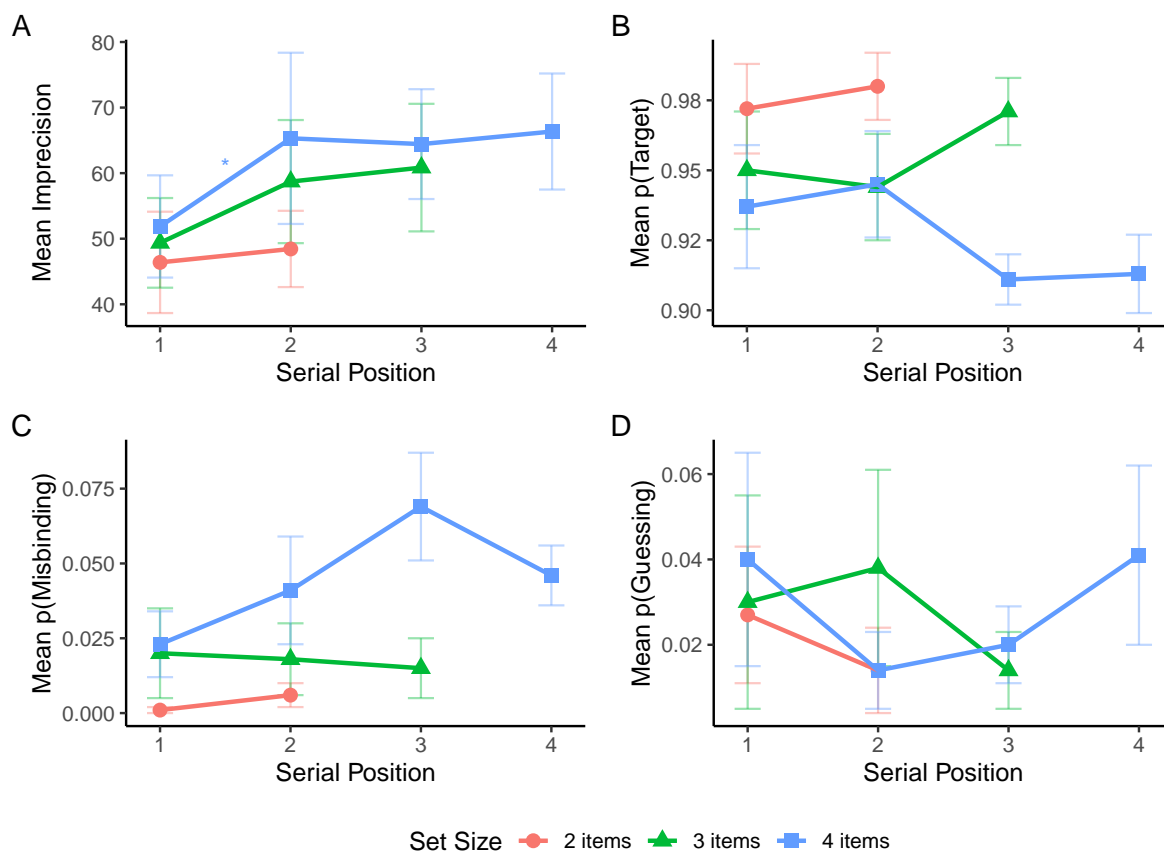 A
Mean Imprecision
80
70
60
50
40
*
1 2 3 4
Serial Position
B
Mean p(Target)
0.98
0.95
0.92
0.90
1 2 3 4
Serial Position
C
Mean p(Misbinding)
0.075
0.050
0.025
0.000
1 2 3 4
Serial Position
D
Mean p(Guessing)
0.06
0.04
0.02
1 2 3 4
Serial Position
Set Size 2 items 3 items 4 items